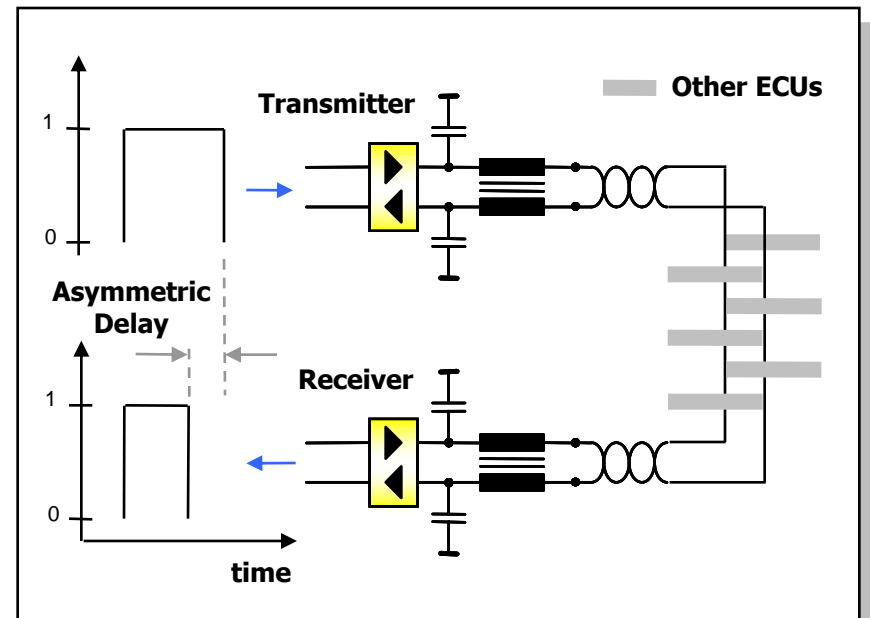 Transmitter
Other ECUs
1
0
Asymmetric
Delay
Receiver
1
0
time